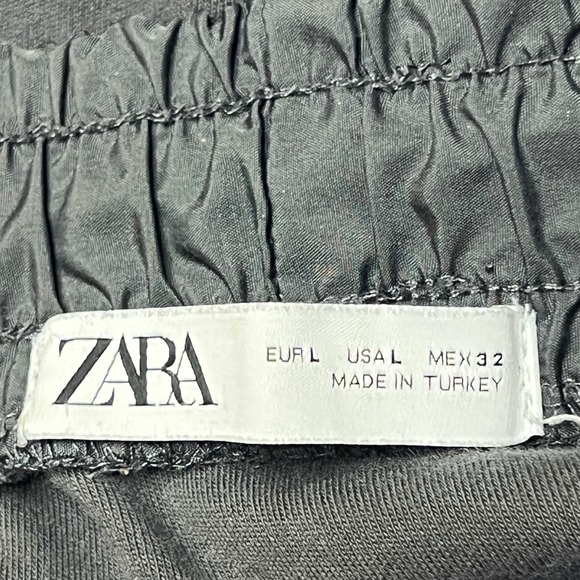 ZARA
EUR L USA L MEX 32
MADE IN TURKEY